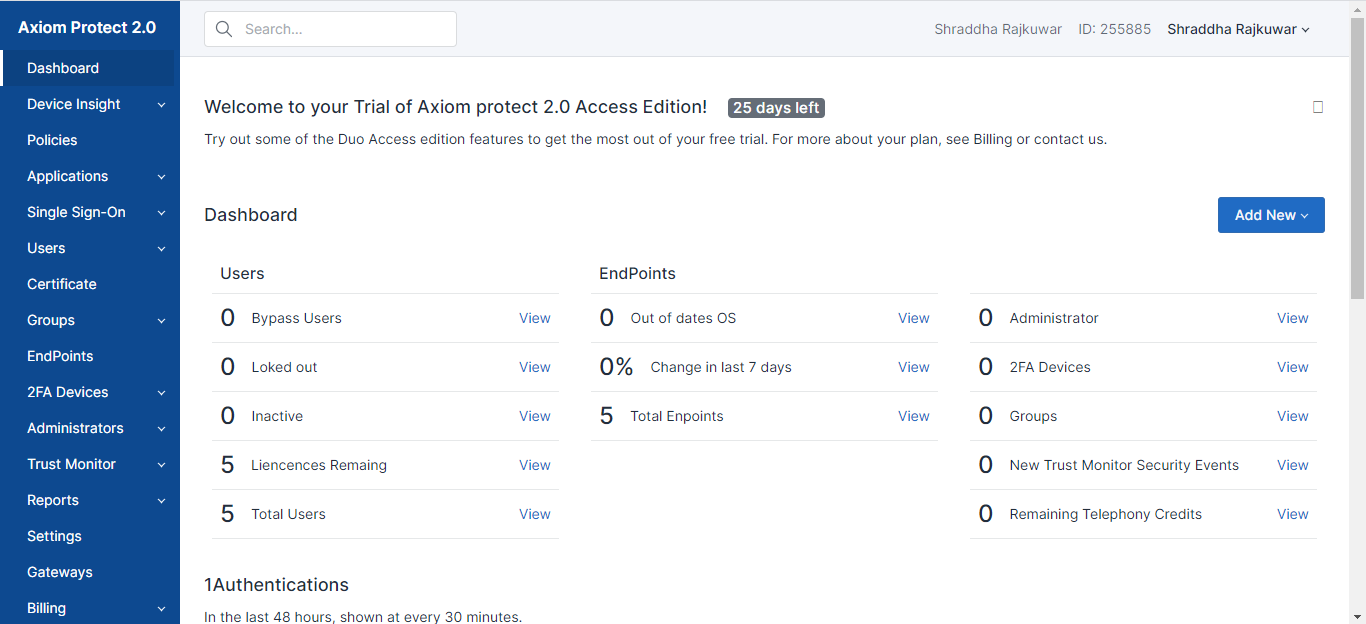 Axiom Protect 2.0
Search...
Shraddha Rajkuwar ID: 255885 Shraddha Rajkuwar
Dashboard
Device Insight
Policies
Applications
Single Sign-On
Users
Certificate
Groups
EndPoints
2FA Devices
Administrators
Trust Monitor
Reports
Settings
Gateways
Billing
Welcome to your Trial of Axiom protect 2.0 Access Edition! 25 days left
Try out some of the Duo Access edition features to get the most out of your free trial. For more about your plan, see Billing or contact us.
Dashboard
Add New
Users
0 Bypass Users View
0 Loked out View
0 Inactive View
5 Liencences Remaing View
5 Total Users View
EndPoints
0 Out of dates OS View
0% Change in last 7 days View
5 Total Enpoints View
0 Administrator View
0 2FA Devices View
0 Groups View
0 New Trust Monitor Security Events View
0 Remaining Telephony Credits View
1Authentications
In the last 48 hours, shown at every 30 minutes.